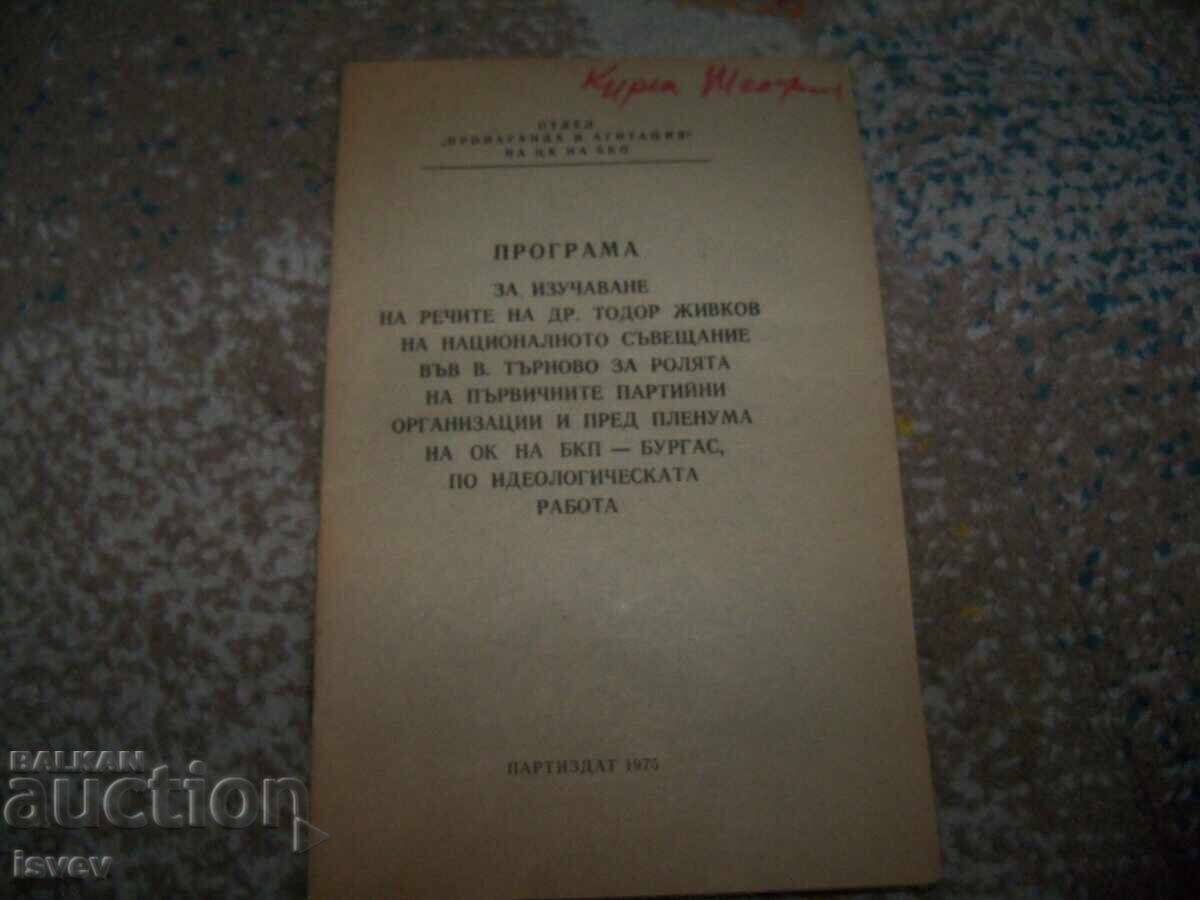 ОТДЕЛ
„ПРОПАГАНДА И АГИТАЦИЯ“
НА ЦК НА БКП
ПРОГРАМА
ЗА ИЗУЧАВАНЕ
НА РЕЧИТЕ НА ДР. ТОДОР ЖИВКОВ
НА НАЦИОНАЛНОТО СЪВЕЩАНИЕ
ВЪВ В. ТЪРНОВО ЗА РОЛЯТА
НА ПЪРВИЧНИТЕ ПАРТИЙНИ
ОРГАНИЗАЦИИ И ПРЕД ПЛЕНУМА
НА ОК НА БКП — БУРГАС,
ПО ИДЕОЛОГИЧЕСКАТА
РАБОТА
ПАРТИЗДАТ 1975
BALKAN
auction
isvev